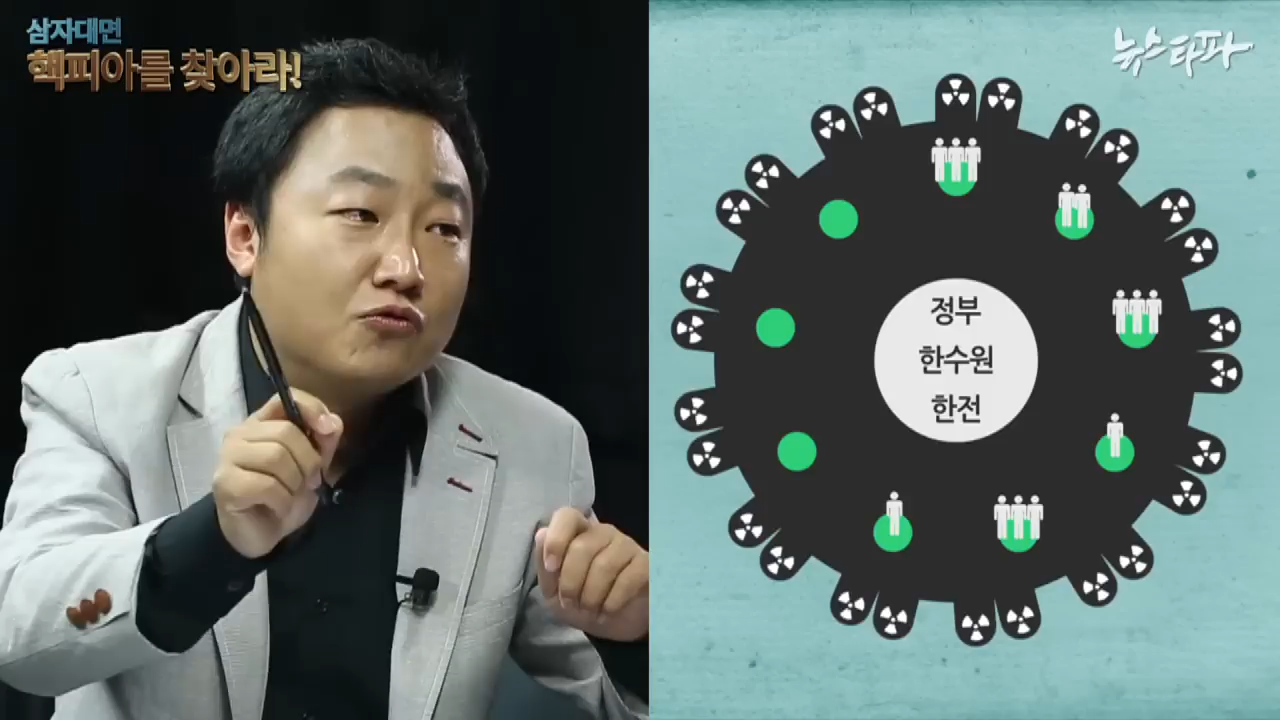 삼자대면
핵피아를 찾아라!
뉴스타파
정부
한수원
한전